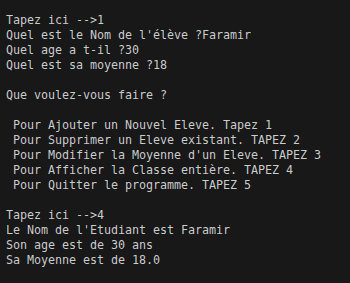 Tapez ici -->1
Quel est le Nom de l'élève ?Faramir
Quel age a t-il ?30
Quel est sa moyenne ?18
Que voulez-vous faire ?
Pour Ajouter un Nouvel Eleve. Tapez 1
Pour Supprimer un Eleve existant. TAPEZ 2
Pour Modifier la Moyenne d'un Eleve. TAPEZ 3
Pour Afficher la Classe entière. TAPEZ 4
Pour Quitter le programme. TAPEZ 5
Tapez ici -->4
Le Nom de l'Etudiant est Faramir
Son age est de 30 ans
Sa Moyenne est de 18.0